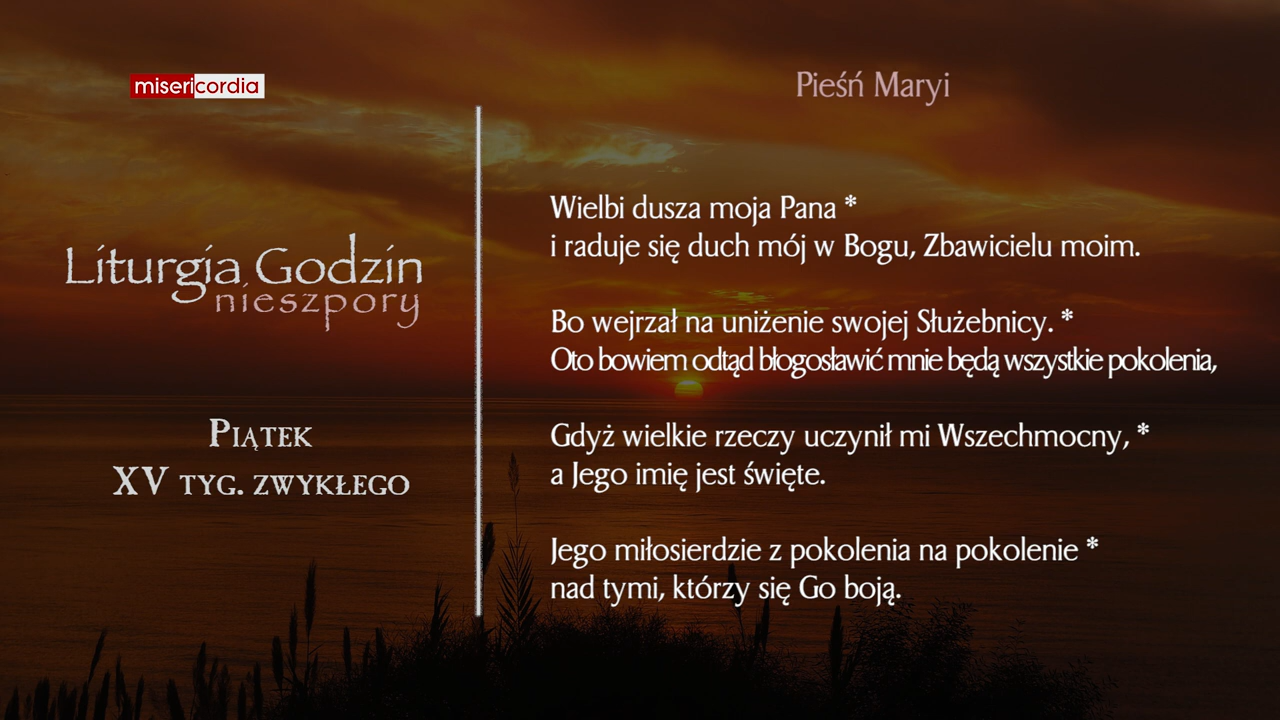 misericordia
Liturgia Godzin
nieszpory
Piątek
XV tyg. zwykłego
Pieśń Maryi
Wielbi dusza moja Pana *
i raduje się duch mój w Bogu, Zbawicielu moim.
Bo wejrzał na uniżenie swojej Służebnicy. *
Oto bowiem odtąd błogosławić mnie będą wszystkie pokolenia,
Gdyż wielkie rzeczy uczynił mi Wszechmocny, *
a Jego imię jest święte.
Jego miłosierdzie z pokolenia na pokolenie *
nad tymi, którzy się Go boją.